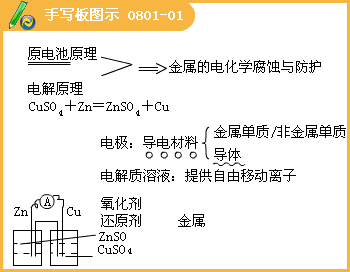 手写板图示 0801-01
原电池原理
金属的电化学腐蚀与防护
电解原理
CuSO₄+Zn=ZnSO₄+Cu
电极:导电材料 金属单质/非金属单质
导体
电解质溶液:提供自由移动离子
氧化剂
还原剂 金属
Zn A Cu
ZnSO
CuSO₄